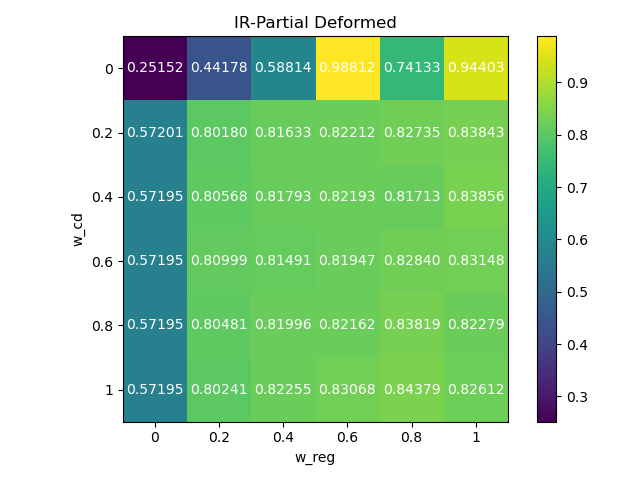 IR-Partial Deformed
0 0.25152 0.44178 0.58814 0.98812 0.74133 0.94403
0.2 0.57201 0.80180 0.81633 0.82212 0.82735 0.83843
0.4 0.57195 0.80568 0.81793 0.82193 0.81713 0.83856
0.6 0.57195 0.80999 0.81491 0.81947 0.82840 0.83148
0.8 0.57195 0.80481 0.81996 0.82162 0.83819 0.82279
1 0.57195 0.80241 0.82255 0.83068 0.84379 0.82612
w_cd
0 0.2 0.4 0.6 0.8 1
w_reg
0.9
0.8
0.7
0.6
0.5
0.4
0.3